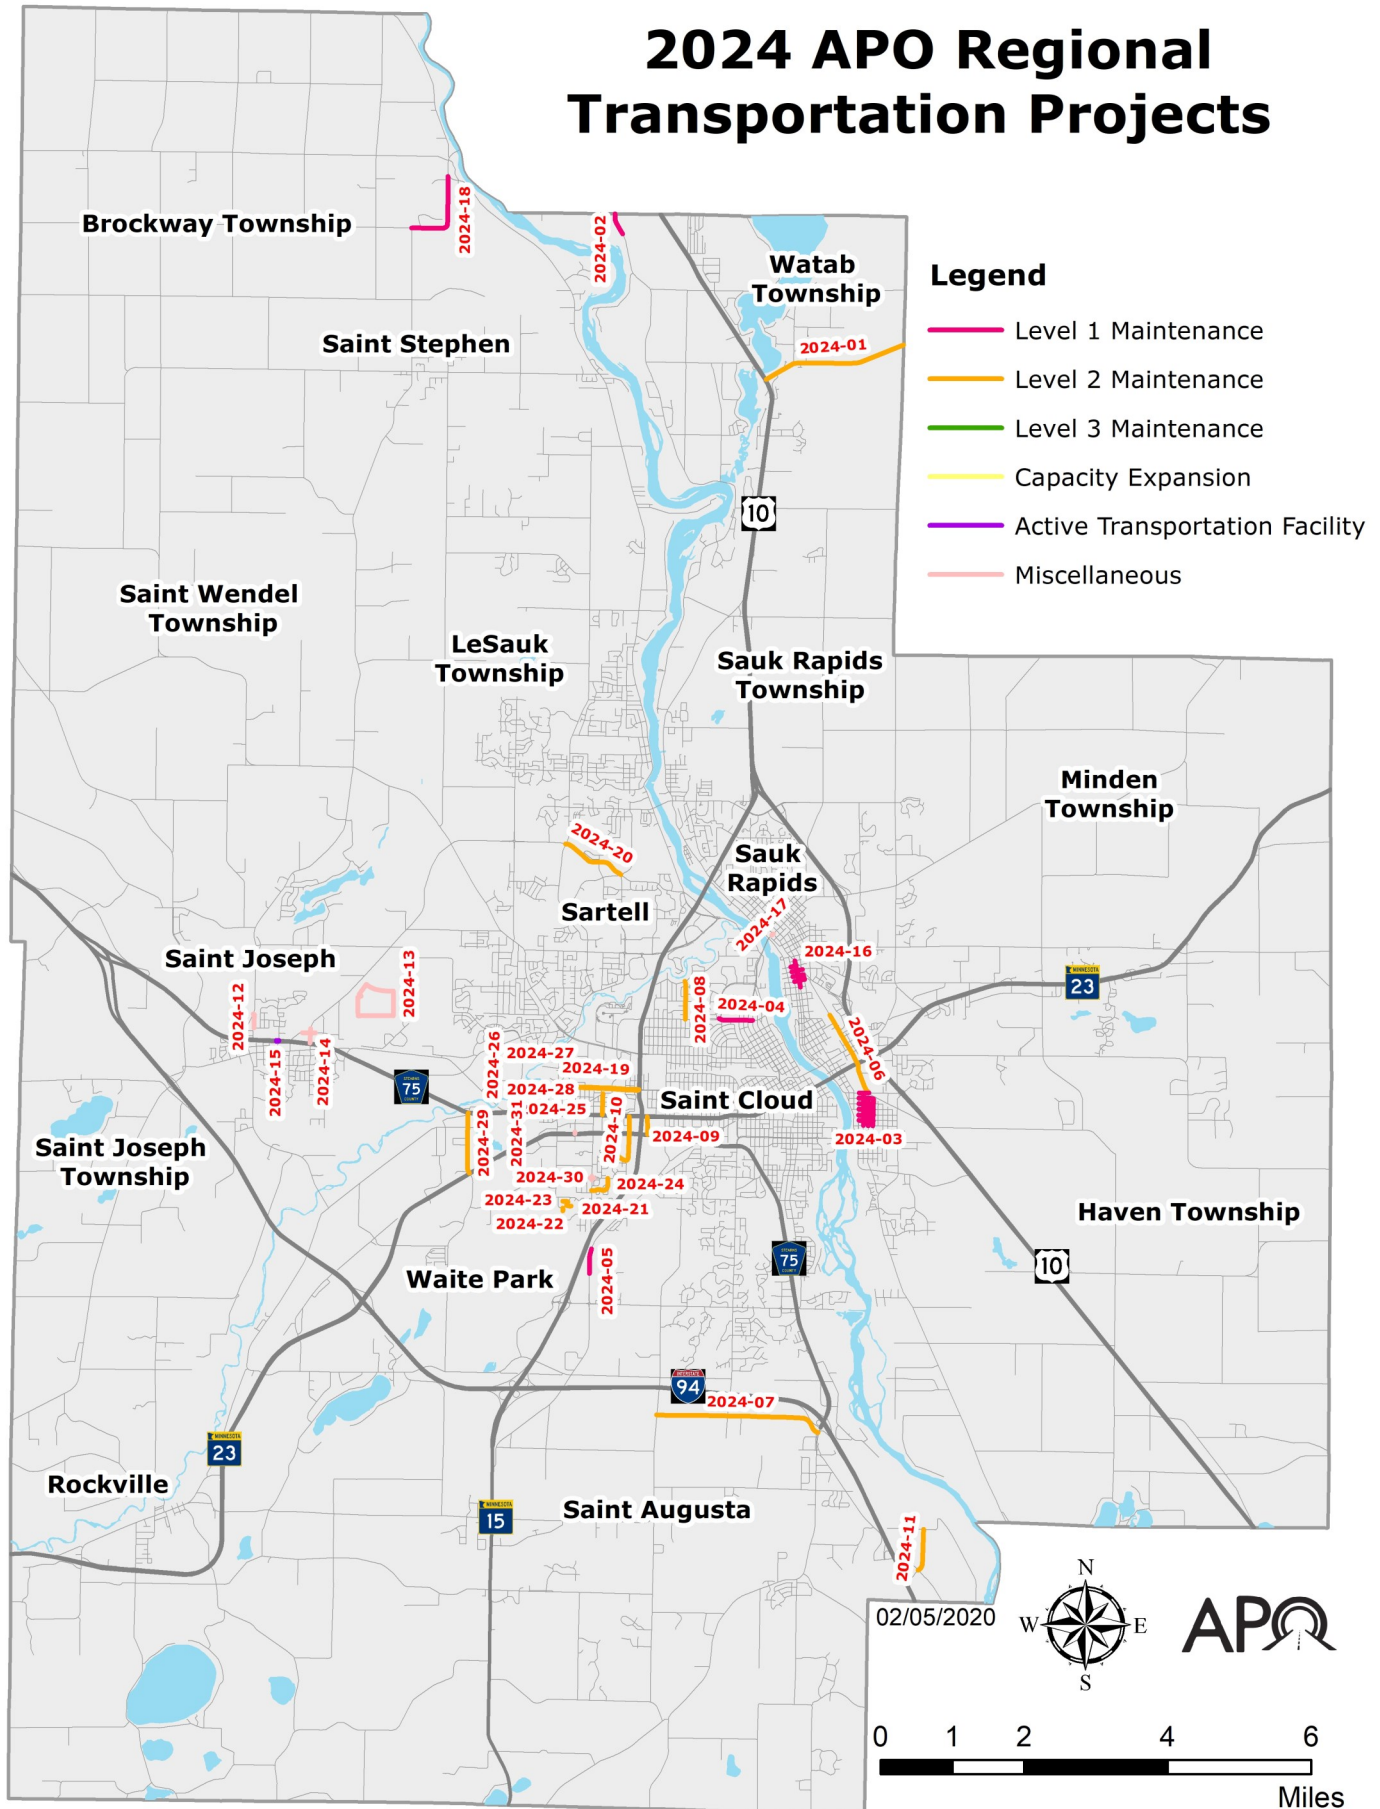 2024 APO Regional
Transportation Projects
Brockway Township
2024-18
2024-02
Watab
Township
Legend
Level 1 Maintenance
Level 2 Maintenance
Level 3 Maintenance
Capacity Expansion
Active Transportation Facility
Miscellaneous
Saint Stephen
2024-01
10
Saint Wendel
Township
LeSauk
Township
Sauk Rapids
Township
Minden
Township
2024-20
Sauk
Rapids
Sartell
2024-17
2024-16
Saint Joseph
2024-13
2024-12
MINNESOTA
23
2024-08
2024-04
2024-06
2024-15
2024-14
2024-26
2024-27
2024-19
75
2024-28
2024-25
2024-10
Saint Cloud
2024-29
2024-31
2024-09
2024-03
Saint Joseph
Township
2024-30
2024-24
2024-23
2024-21
2024-22
Haven Township
2024-05
Waite Park
75
10
INTERSTATE
94
2024-07
MINNESOTA
23
Rockville
MINNESOTA
15
Saint Augusta
2024-11
02/05/2020
N
W
E
S
APO
0 1 2 4 6
Miles